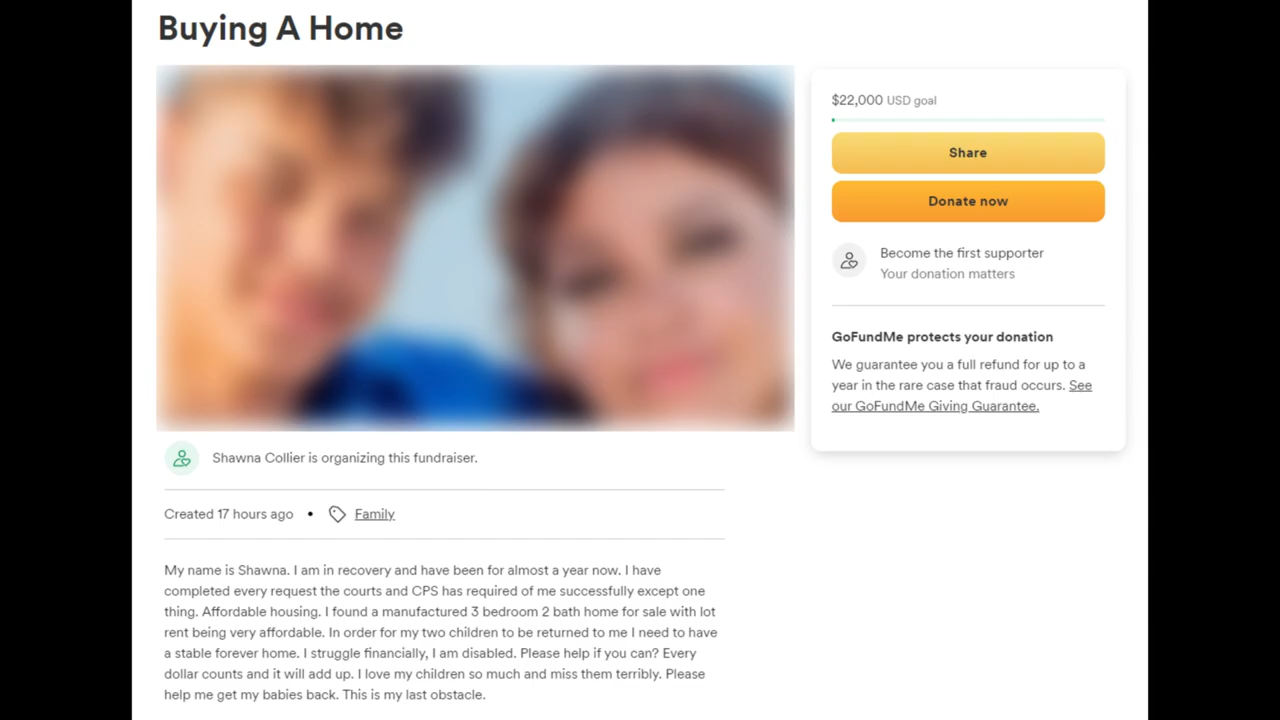 Buying A Home
$22,000 USD goal
Share
Donate now
Become the first supporter
Your donation matters
GoFundMe protects your donation
We guarantee you a full refund for up to a
year in the rare case that fraud occurs. See
our GoFundMe Giving Guarantee.
Shawna Collier is organizing this fundraiser.
Created 17 hours ago • Family
My name is Shawna. I am in recovery and have been for almost a year now. I have
completed every request the courts and CPS has required of me successfully except one
thing. Affordable housing. I found a manufactured 3 bedroom 2 bath home for sale with lot
rent being very affordable. In order for my two children to be returned to me I need to have
a stable forever home. I struggle financially, I am disabled. Please help if you can? Every
dollar counts and it will add up. I love my children so much and miss them terribly. Please
help me get my babies back. This is my last obstacle.